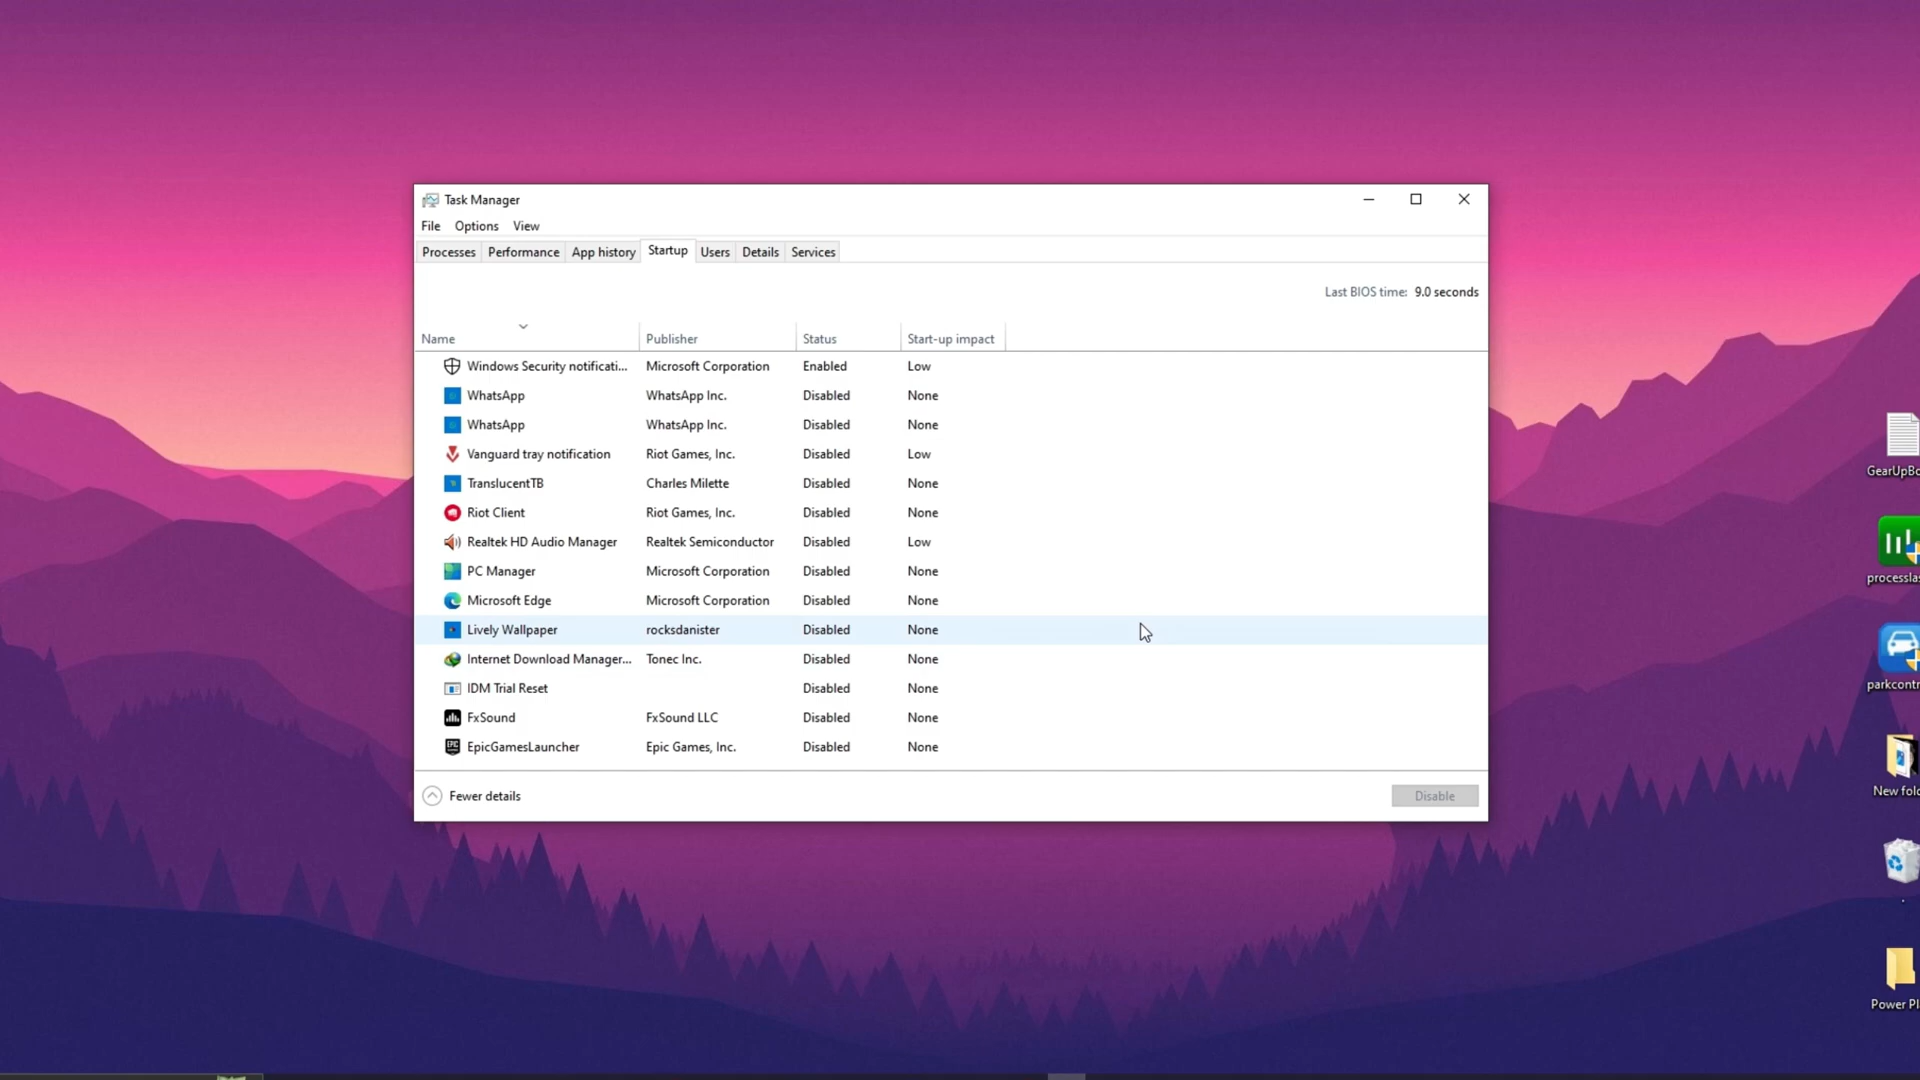 Task Manager
File Options View
Processes Performance App history Startup Users Details Services
Last BIOS time: 9.0 seconds
Name Publisher Status Start-up impact
Windows Security notificati... Microsoft Corporation Enabled Low
WhatsApp WhatsApp Inc. Disabled None
WhatsApp WhatsApp Inc. Disabled None
Vanguard tray notification Riot Games, Inc. Disabled Low
TranslucentTB Charles Milette Disabled None
Riot Client Riot Games, Inc. Disabled None
Realtek HD Audio Manager Realtek Semiconductor Disabled Low
PC Manager Microsoft Corporation Disabled None
Microsoft Edge Microsoft Corporation Disabled None
Lively Wallpaper rocksdanister Disabled None
Internet Download Manager... Tonec Inc. Disabled None
IDM Trial Reset Disabled None
FxSound FxSound LLC Disabled None
EpicGamesLauncher Epic Games, Inc. Disabled None
Fewer details Disable
GearUpBo
processlas
parkcontr
New fol
Power Pl